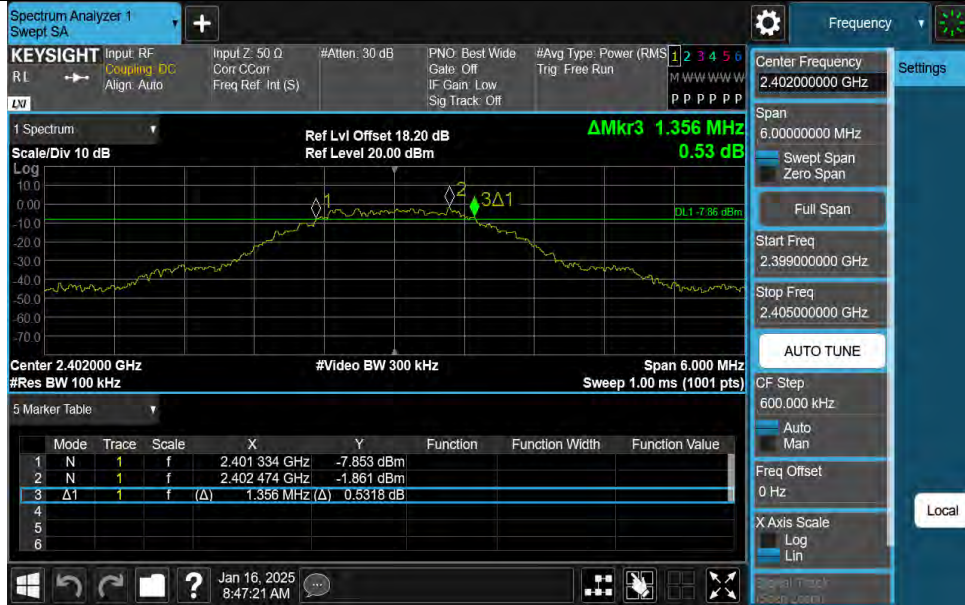 Spectrum Analyzer 1
Swept SA
+
Frequency
KEYSIGHT
RL
LXI
Input: RF
Coupling: DC
Align: Auto
Input Z: 50 Ω
Corr CCorr
Freq Ref: Int (S)
#Atten: 30 dB
PNO: Best Wide
Gate: Off
IF Gain: Low
Sig Track: Off
#Avg Type: Power (RMS
Trig: Free Run
1 2 3 4 5 6
M W W W W W
P P P P P P
1 Spectrum
Scale/Div 10 dB
Log
Ref Lvl Offset 18.20 dB
Ref Level 20.00 dBm
ΔMkr3 1.356 MHz
0.53 dB
10.0
0.00
-10.0
-20.0
-30.0
-40.0
-50.0
-60.0
-70.0
1
2
3Δ1
DL1 -7.86 dBm
Center 2.402000 GHz
#Res BW 100 kHz
#Video BW 300 kHz
Span 6.000 MHz
Sweep 1.00 ms (1001 pts)
5 Marker Table
Mode Trace Scale X Y Function Function Width Function Value
1 N 1 f 2.401 334 GHz -7.853 dBm
2 N 1 f 2.402 474 GHz -1.861 dBm
3 Δ1 1 f (Δ) 1.356 MHz (Δ) 0.5318 dB
4
5
6
?
Jan 16, 2025
8:47:21 AM
Center Frequency
2.402000000 GHz
Span
6.00000000 MHz
Swept Span
Zero Span
Full Span
Start Freq
2.399000000 GHz
Stop Freq
2.405000000 GHz
AUTO TUNE
CF Step
600.000 kHz
Auto
Man
Freq Offset
0 Hz
X Axis Scale
Log
Lin
Signal Track
(Span Zoom)
Settings
Local